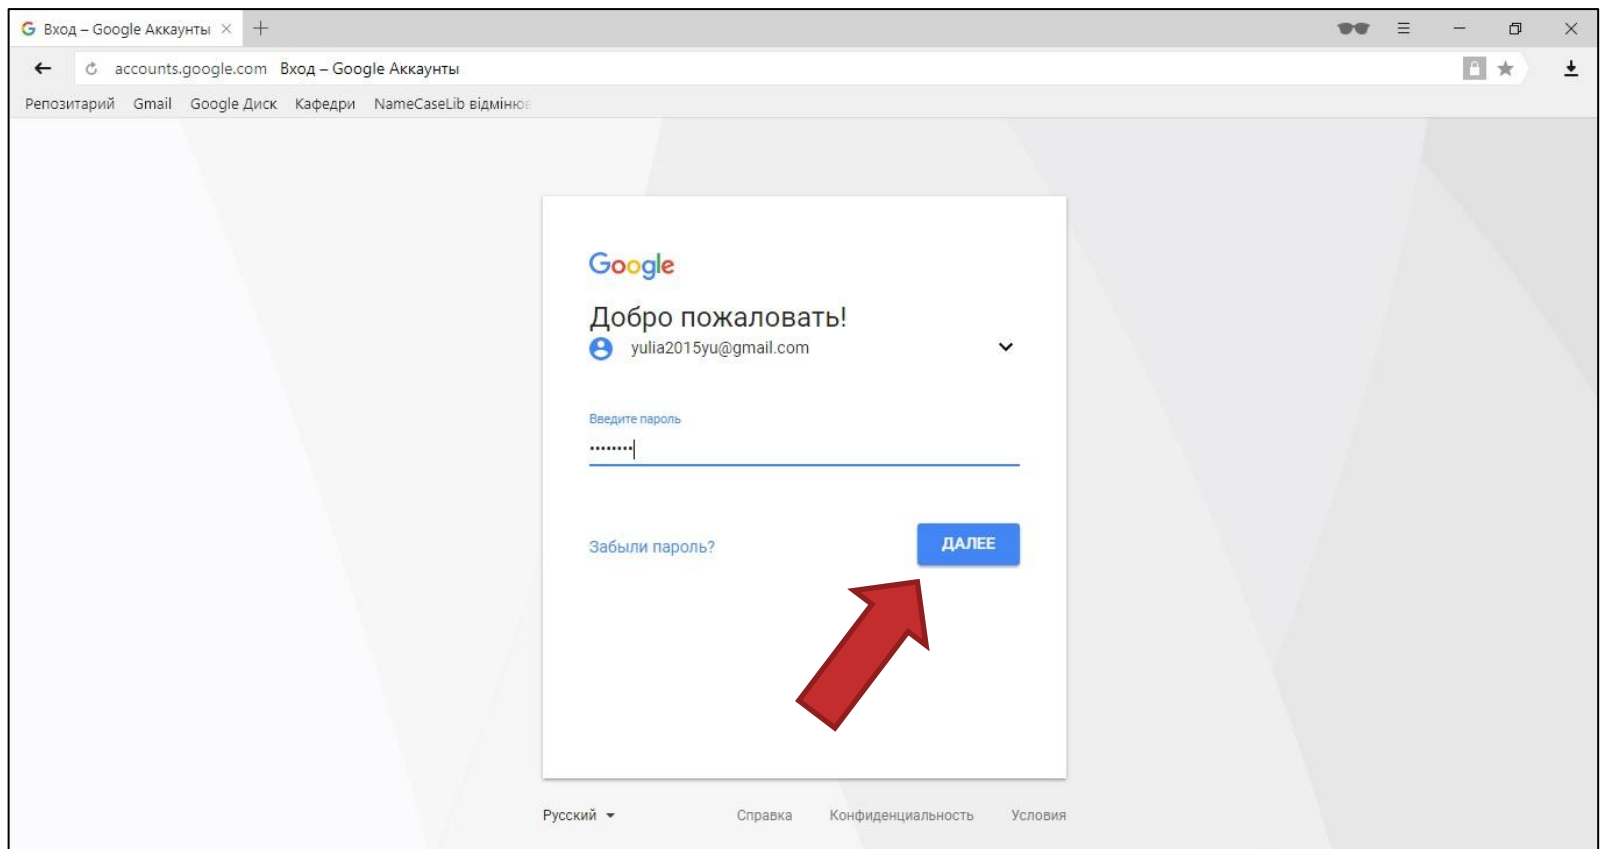 Вход – Google Аккаунты
accounts.google.com Вход – Google Аккаунты
Репозитарий Gmail Google Диск Кафедри NameCaseLib
Google
Добро пожаловать!
yulia2015yu@gmail.com
Введите пароль
••••••••
Забыли пароль? ДАЛЕЕ
Русский Справка Конфиденциальность Условия